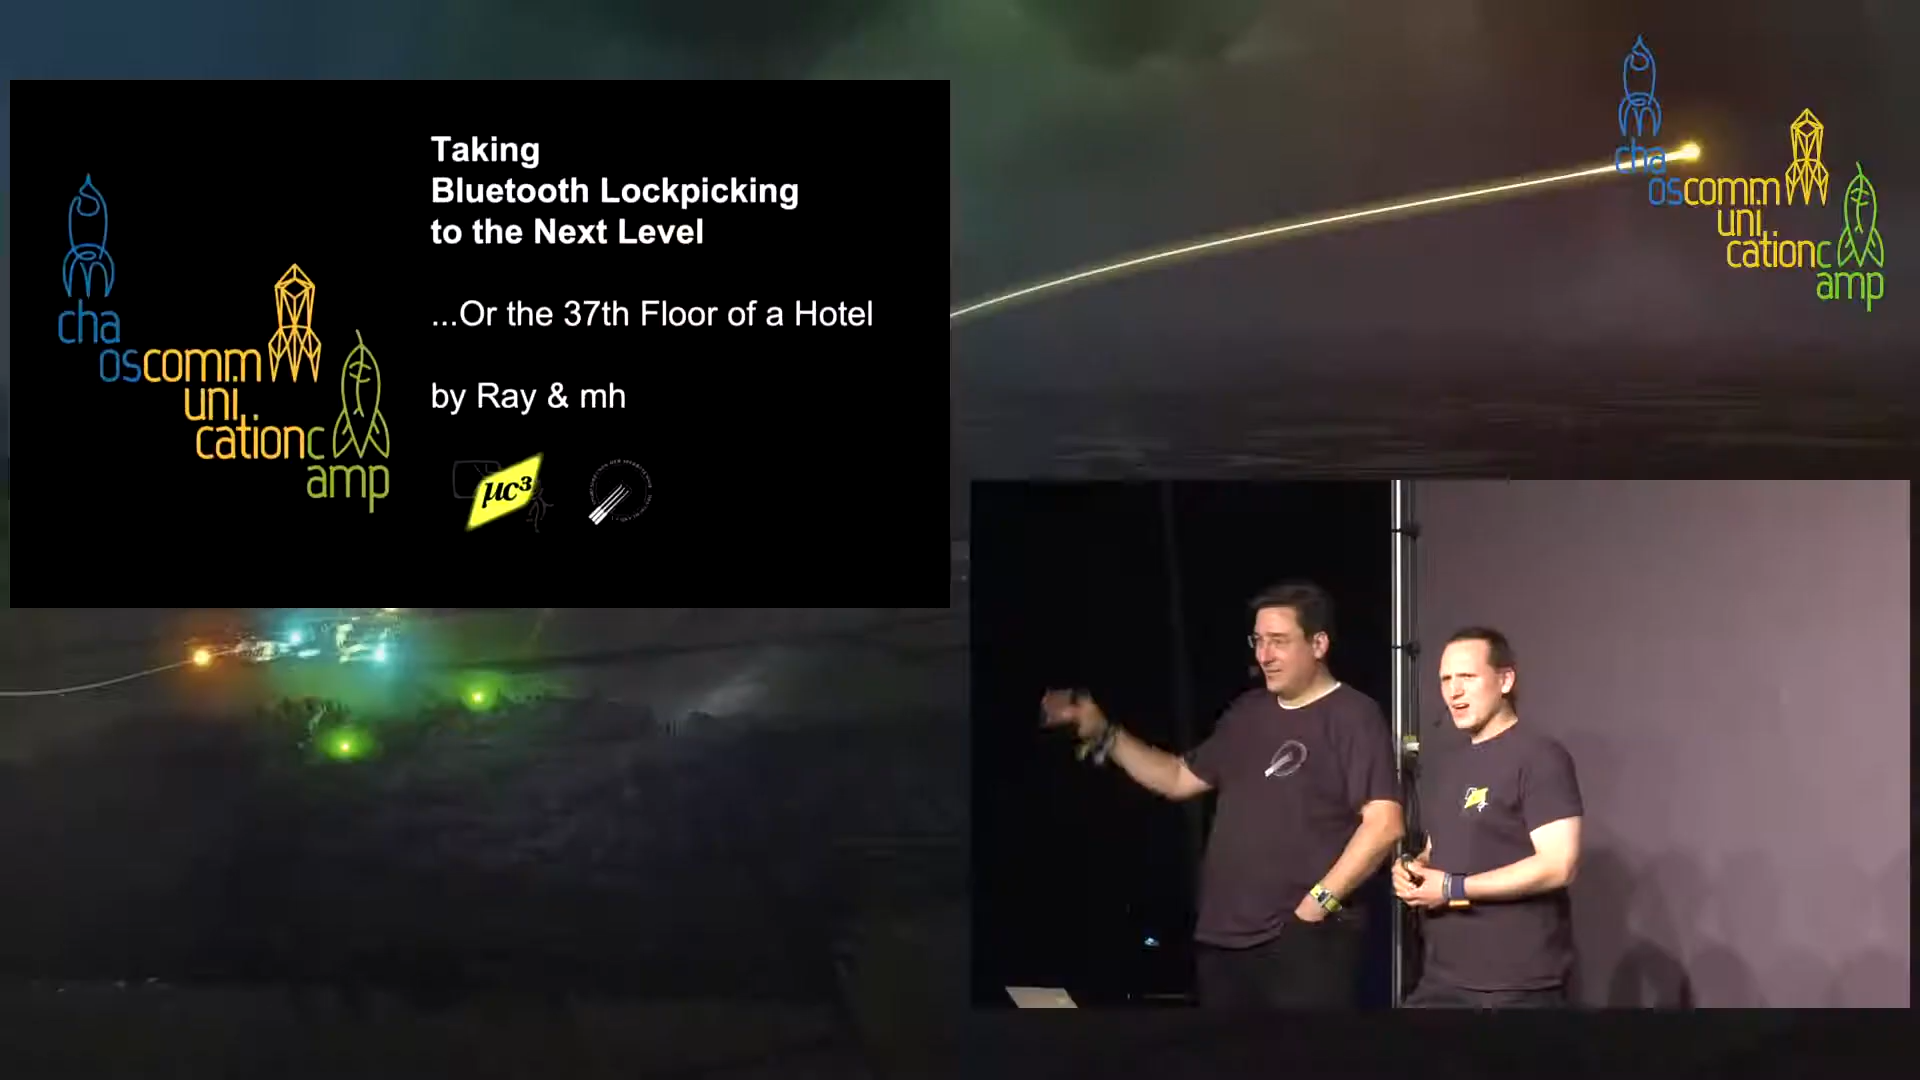 Taking
Bluetooth Lockpicking
to the Next Level
...Or the 37th Floor of a Hotel
by Ray & mh
μc³
cha
oscomm
uni
cationc
amp
cha
oscomm
uni
cationc
amp